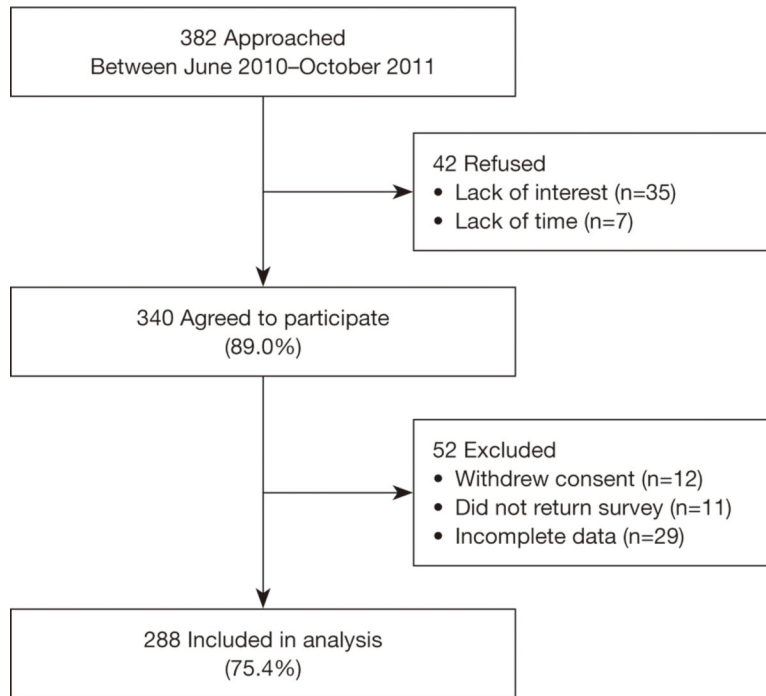 382 Approached
Between June 2010–October 2011
42 Refused
• Lack of interest (n=35)
• Lack of time (n=7)
340 Agreed to participate
(89.0%)
52 Excluded
• Withdrew consent (n=12)
• Did not return survey (n=11)
• Incomplete data (n=29)
288 Included in analysis
(75.4%)